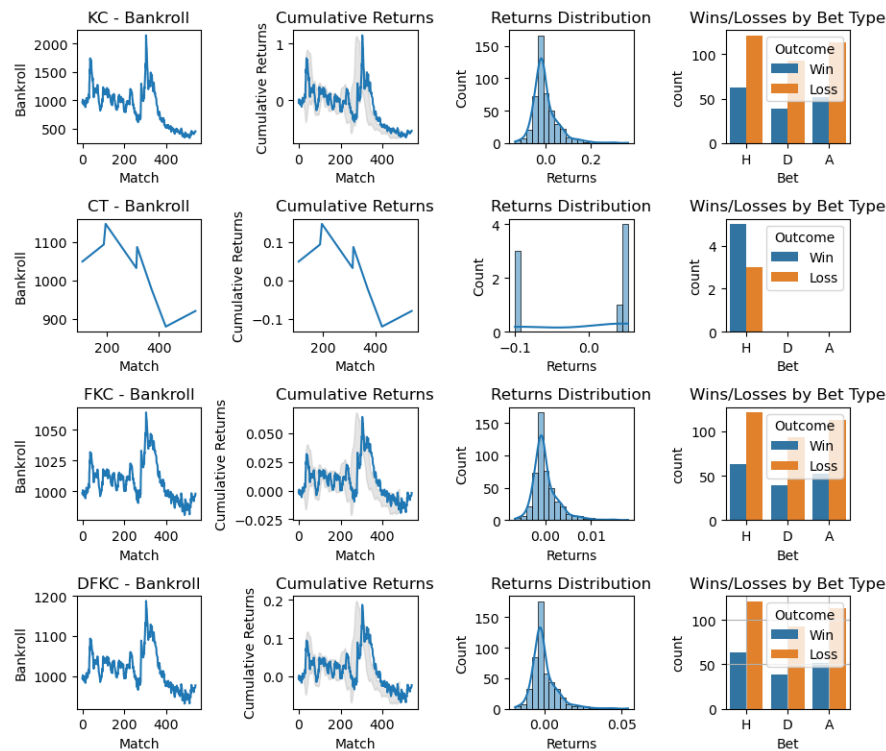 KC - Bankroll
Cumulative Returns
Returns Distribution
Wins/Losses by Bet Type
Bankroll
2000
1500
1000
500
0
200
400
Match
Cumulative Returns
1
0
0
200
400
Match
Count
150
100
50
0
0.0
0.2
Returns
count
100
50
0
Outcome
Win
Loss
H
D
A
Bet
CT - Bankroll
Cumulative Returns
Returns Distribution
Wins/Losses by Bet Type
Bankroll
1100
1000
900
200
400
Match
Cumulative Returns
0.1
0.0
−0.1
200
400
Match
Count
4
2
0
−0.1
0.0
Returns
count
4
2
0
Outcome
Win
Loss
H
D
A
Bet
FKC - Bankroll
Cumulative Returns
Returns Distribution
Wins/Losses by Bet Type
Bankroll
1050
1025
1000
0
200
400
Match
Cumulative Returns
0.050
0.025
0.000
−0.025
0
200
400
Match
Count
150
100
50
0
0.00
0.01
Returns
count
100
50
0
Outcome
Win
Loss
H
D
A
Bet
DFKC - Bankroll
Cumulative Returns
Returns Distribution
Wins/Losses by Bet Type
Bankroll
1200
1100
1000
0
200
400
Match
Cumulative Returns
0.2
0.1
0.0
0
200
400
Match
Count
150
100
50
0
0.00
0.05
Returns
count
100
50
0
Outcome
Win
Loss
H
D
A
Bet